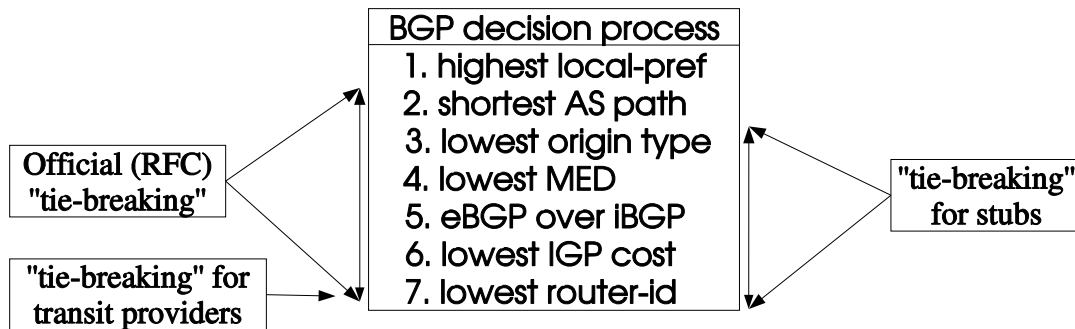 BGP decision process
1. highest local-pref
2. shortest AS path
3. lowest origin type
4. lowest MED
5. eBGP over iBGP
6. lowest IGP cost
7. lowest router-id
Official (RFC)
"tie-breaking"
"tie-breaking" for
transit providers
"tie-breaking"
for stubs